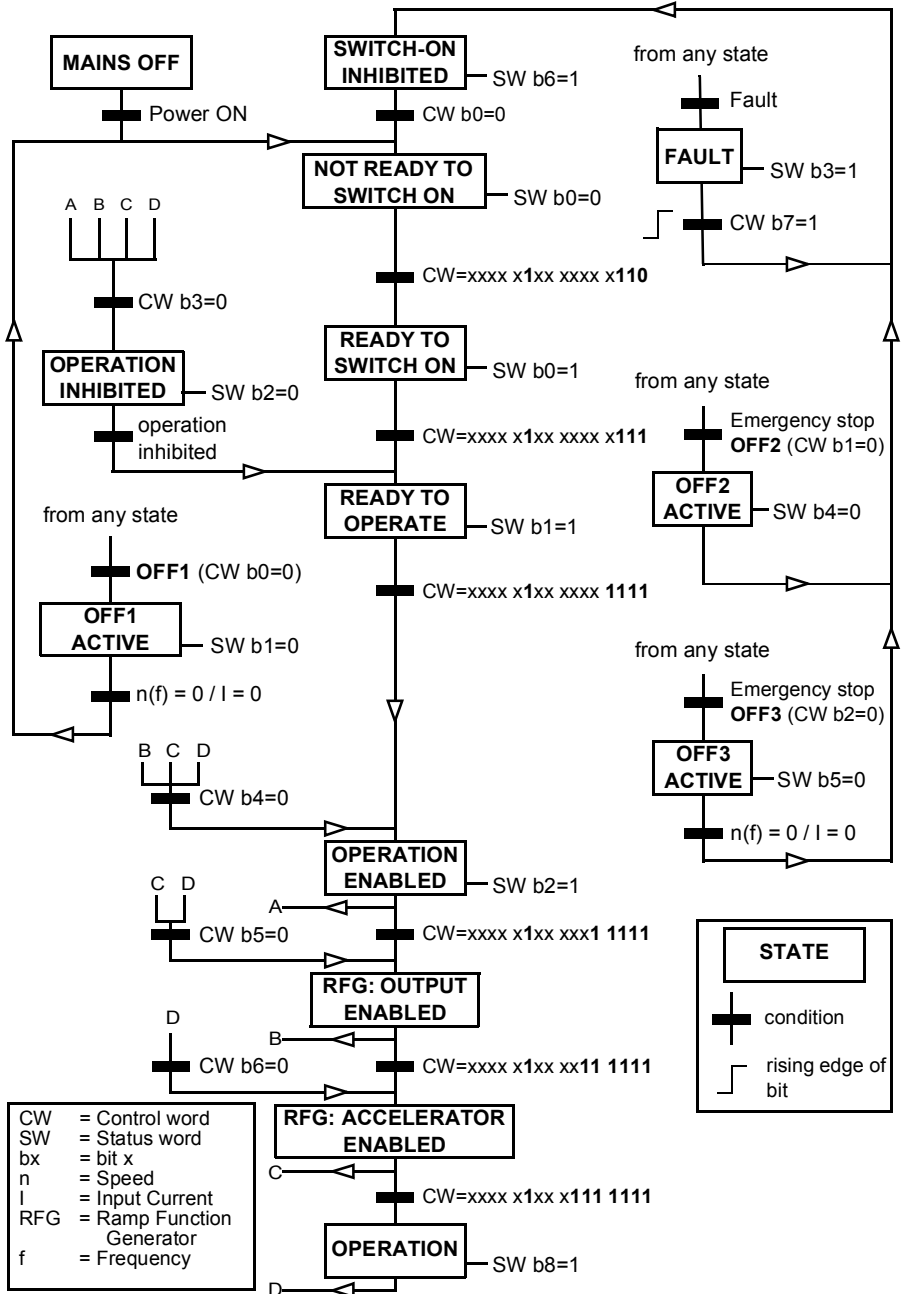 MAINS OFF
Power ON
SWITCH-ON
INHIBITED
SW b6=1
CW b0=0
NOT READY TO
SWITCH ON
SW b0=0
CW=xxxx x1xx xxxx x110
READY TO
SWITCH ON
SW b0=1
CW=xxxx x1xx xxxx x111
READY TO
OPERATE
SW b1=1
CW=xxxx x1xx xxxx 1111
A B C D
CW b3=0
OPERATION
INHIBITED
SW b2=0
operation
inhibited
from any state
OFF1 (CW b0=0)
OFF1
ACTIVE
SW b1=0
n(f) = 0 / I = 0
B C D
CW b4=0
OPERATION
ENABLED
SW b2=1
A
CW=xxxx x1xx xxx1 1111
C D
CW b5=0
RFG: OUTPUT
ENABLED
B
CW=xxxx x1xx xx11 1111
D
CW b6=0
RFG: ACCELERATOR
ENABLED
C
CW=xxxx x1xx x111 1111
OPERATION
SW b8=1
D
from any state
Fault
FAULT
SW b3=1
CW b7=1
from any state
Emergency stop
OFF2 (CW b1=0)
OFF2
ACTIVE
SW b4=0
from any state
Emergency stop
OFF3 (CW b2=0)
OFF3
ACTIVE
SW b5=0
n(f) = 0 / I = 0
STATE
condition
rising edge of
bit
CW = Control word
SW = Status word
bx = bit x
n = Speed
I = Input Current
RFG = Ramp Function
Generator
f = Frequency